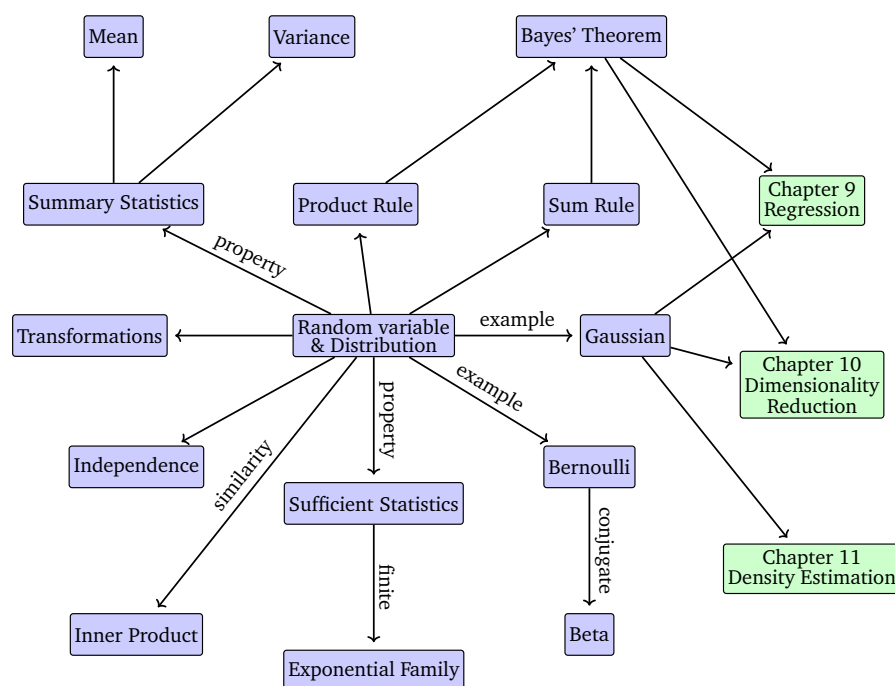 Mean
Variance
Bayes' Theorem
Summary Statistics
Product Rule
Sum Rule
Chapter 9
Regression
property
Transformations
Random variable
& Distribution
example
Gaussian
Chapter 10
Dimensionality
Reduction
example
property
similarity
Independence
Bernoulli
Sufficient Statistics
conjugate
finite
Chapter 11
Density Estimation
Inner Product
Beta
Exponential Family